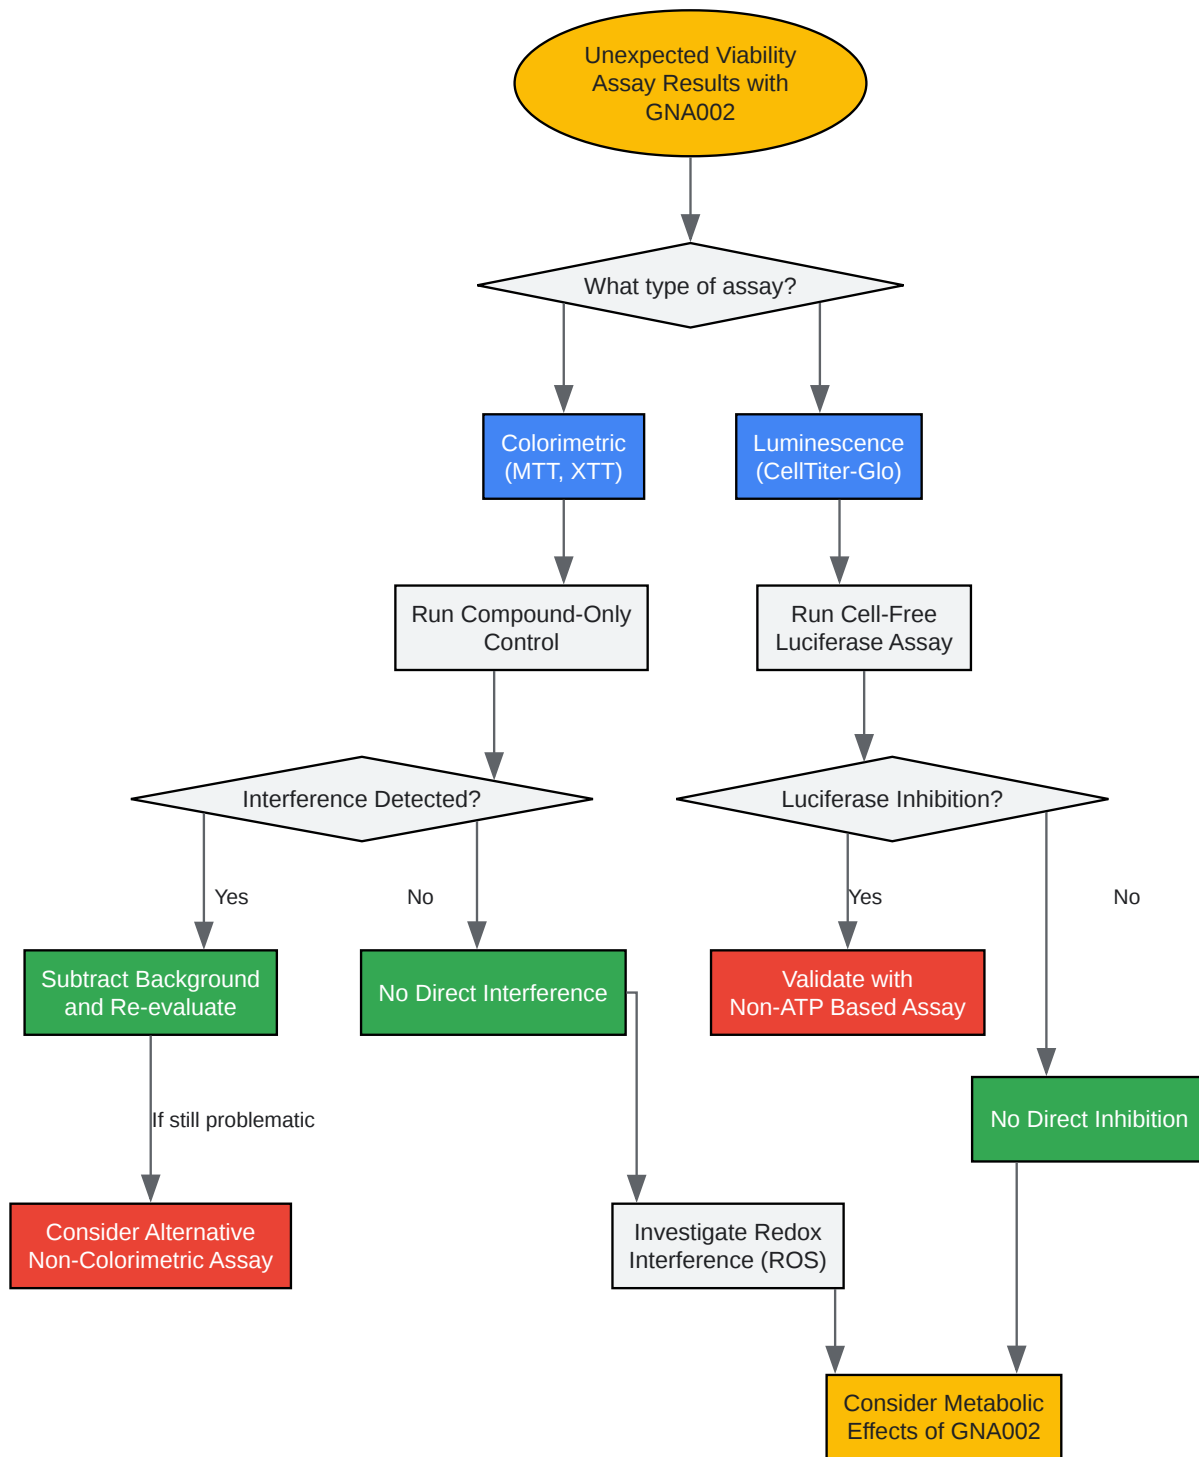 Unexpected Viability
Assay Results with
GNA002
What type of assay?
Colorimetric
(MTT, XTT)
Luminescence
(CellTiter-Glo)
Run Compound-Only
Control
Run Cell-Free
Luciferase Assay
Interference Detected?
Luciferase Inhibition?
Yes
No
Yes
No
Subtract Background
and Re-evaluate
No Direct Interference
Validate with
Non-ATP Based Assay
If still problematic
No Direct Inhibition
Consider Alternative
Non-Colorimetric Assay
Investigate Redox
Interference (ROS)
Consider Metabolic
Effects of GNA002